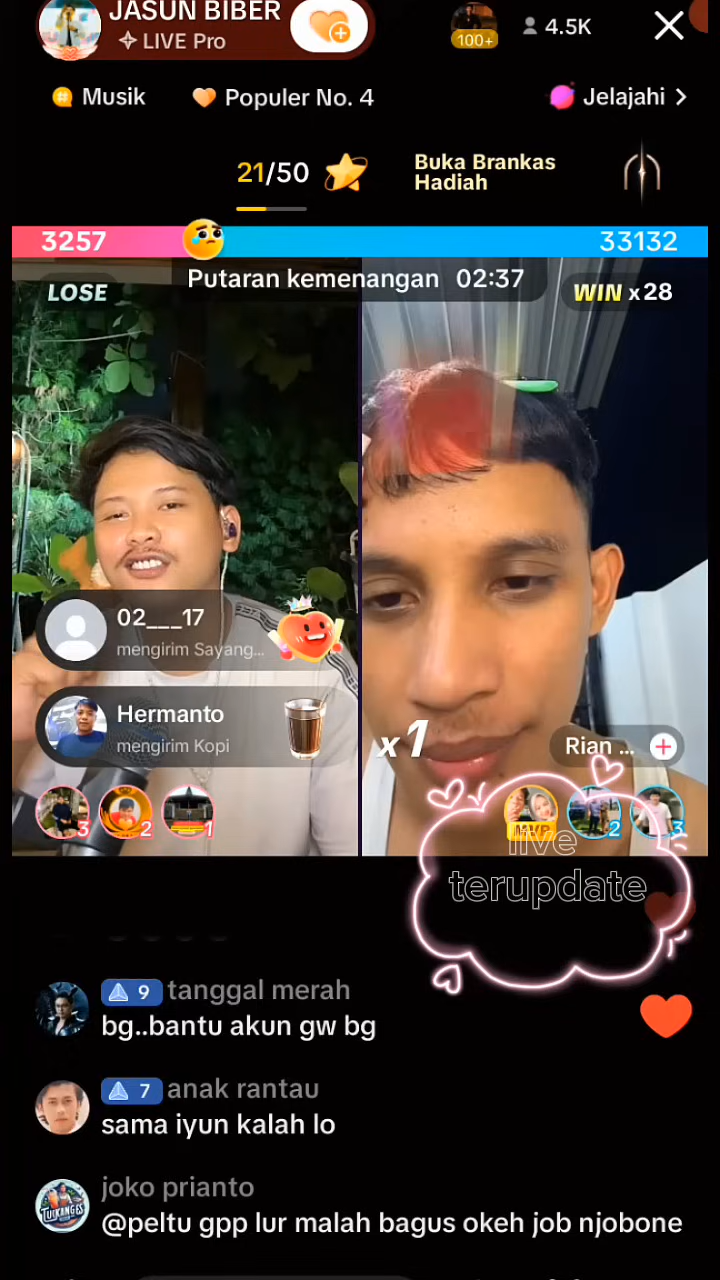 JASUN BIBER
LIVE Pro
100+
4.5K
Musik
Populer No. 4
Jelajahi
21/50
Buka Brankas
Hadiah
3257
33132
LOSE
Putaran kemenangan 02:37
WIN x28
02___17
mengirim Sayang...
Hermanto
mengirim Kopi
x1
Rian ...
3
2
1
MVP
2
3
live
terupdate
9 tanggal merah
bg..bantu akun gw bg
7 anak rantau
sama iyun kalah lo
joko prianto
@peltu gpp lur malah bagus okeh job njobone